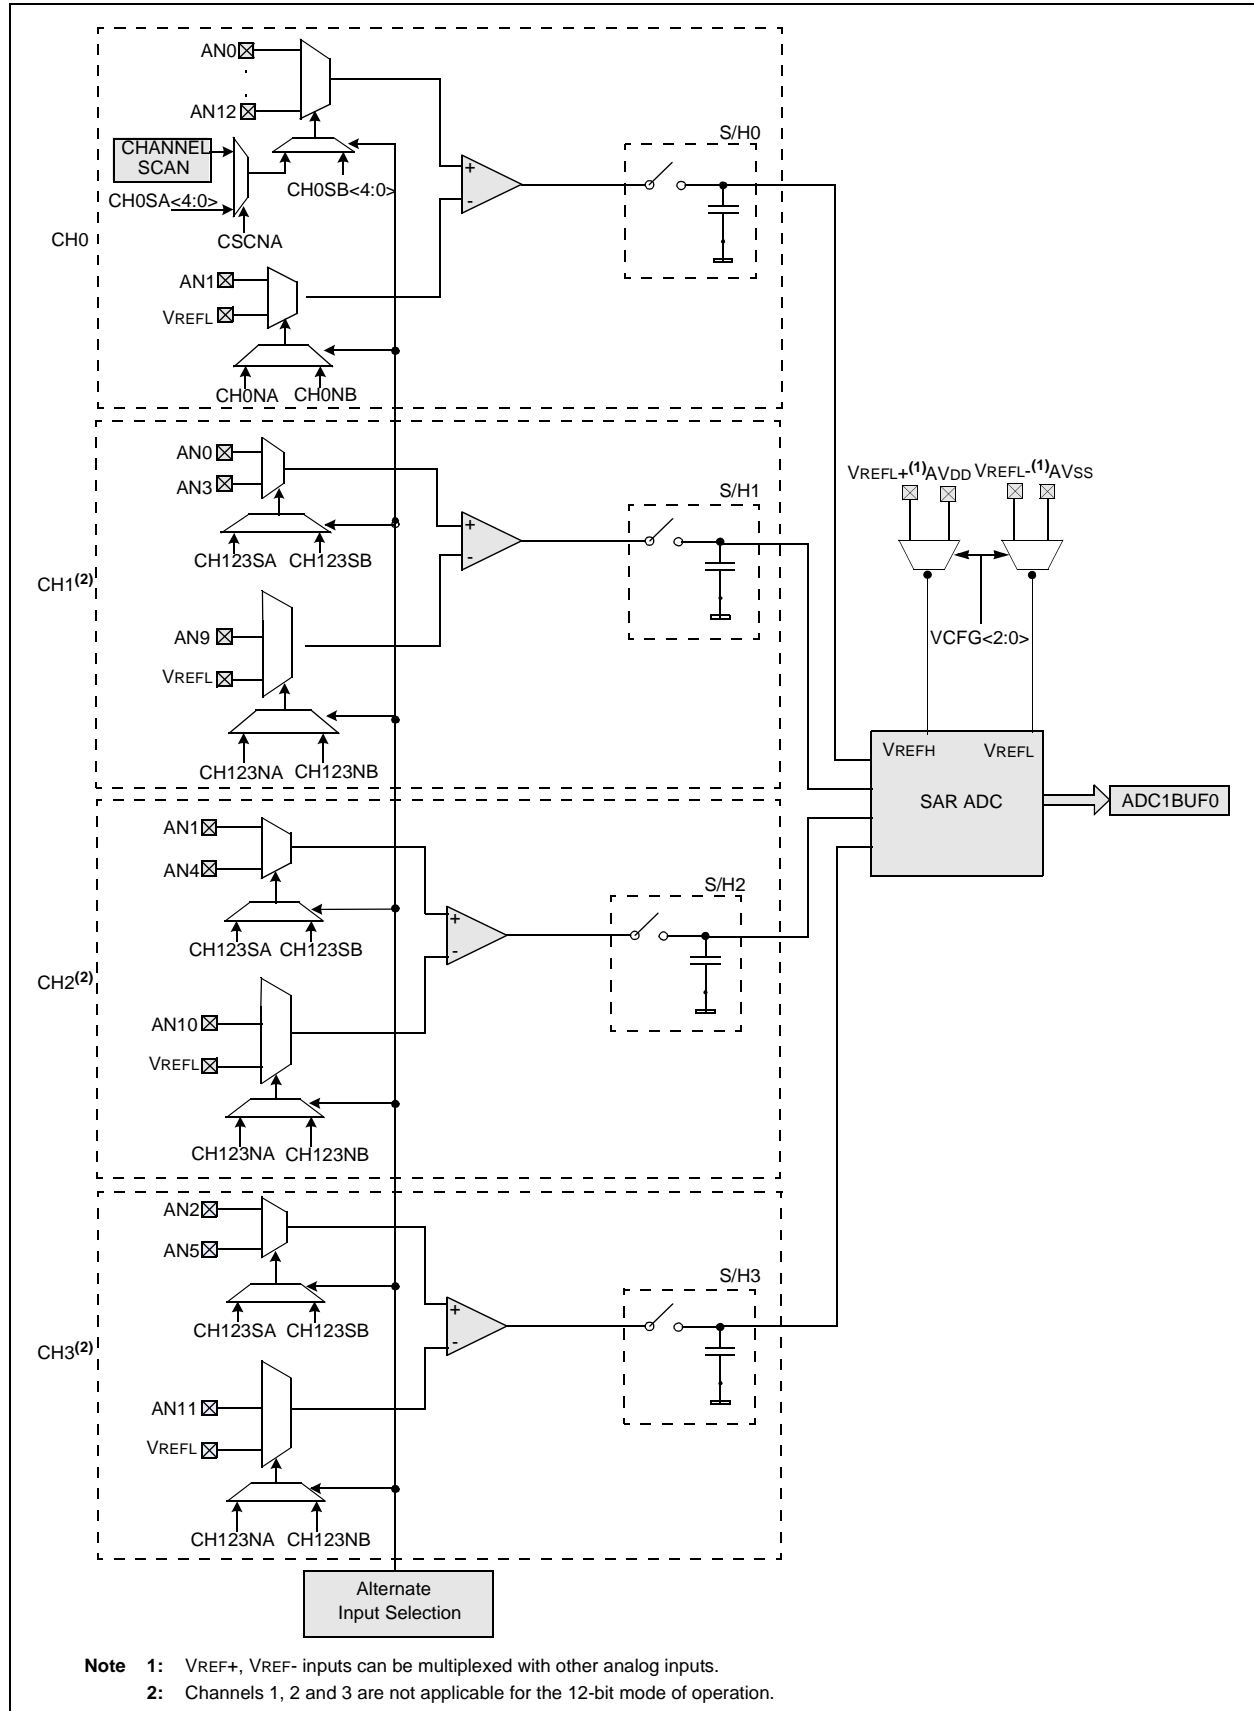 AN0
AN12
CHANNEL
SCAN
CH0SA<4:0>
CH0SB<4:0>
CSCNA
CH0
AN1
VREFL
CH0NA
CH0NB
+
-
S/H0
AN0
AN3
CH123SA
CH123SB
CH1(2)
AN9
VREFL
CH123NA
CH123NB
+
-
S/H1
VREFL+(1)AVDD
VREFL-(1)AVSS
VCFG<2:0>
VREFH
VREFL
SAR ADC
ADC1BUF0
AN1
AN4
CH123SA
CH123SB
CH2(2)
AN10
VREFL
CH123NA
CH123NB
+
-
S/H2
AN2
AN5
CH123SA
CH123SB
CH3(2)
AN11
VREFL
CH123NA
CH123NB
+
-
S/H3
Alternate
Input Selection
Note 1: VREF+, VREF- inputs can be multiplexed with other analog inputs.
2: Channels 1, 2 and 3 are not applicable for the 12-bit mode of operation.